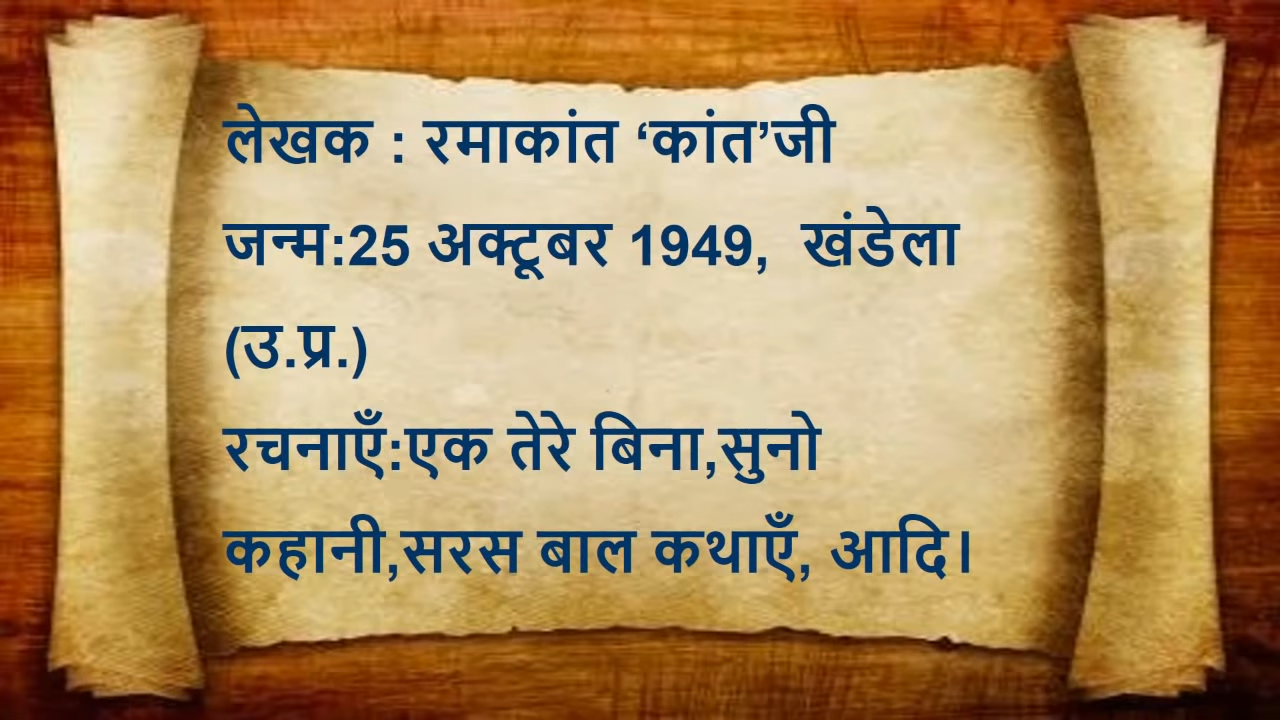 लेखक : रमाकांत ‘कांत’जी
जन्म:25 अक्टूबर 1949,  खंडेला
(उ.प्र.)
रचनाएँ:एक तेरे बिना,सुनो
कहानी,सरस बाल कथाएँ, आदि।